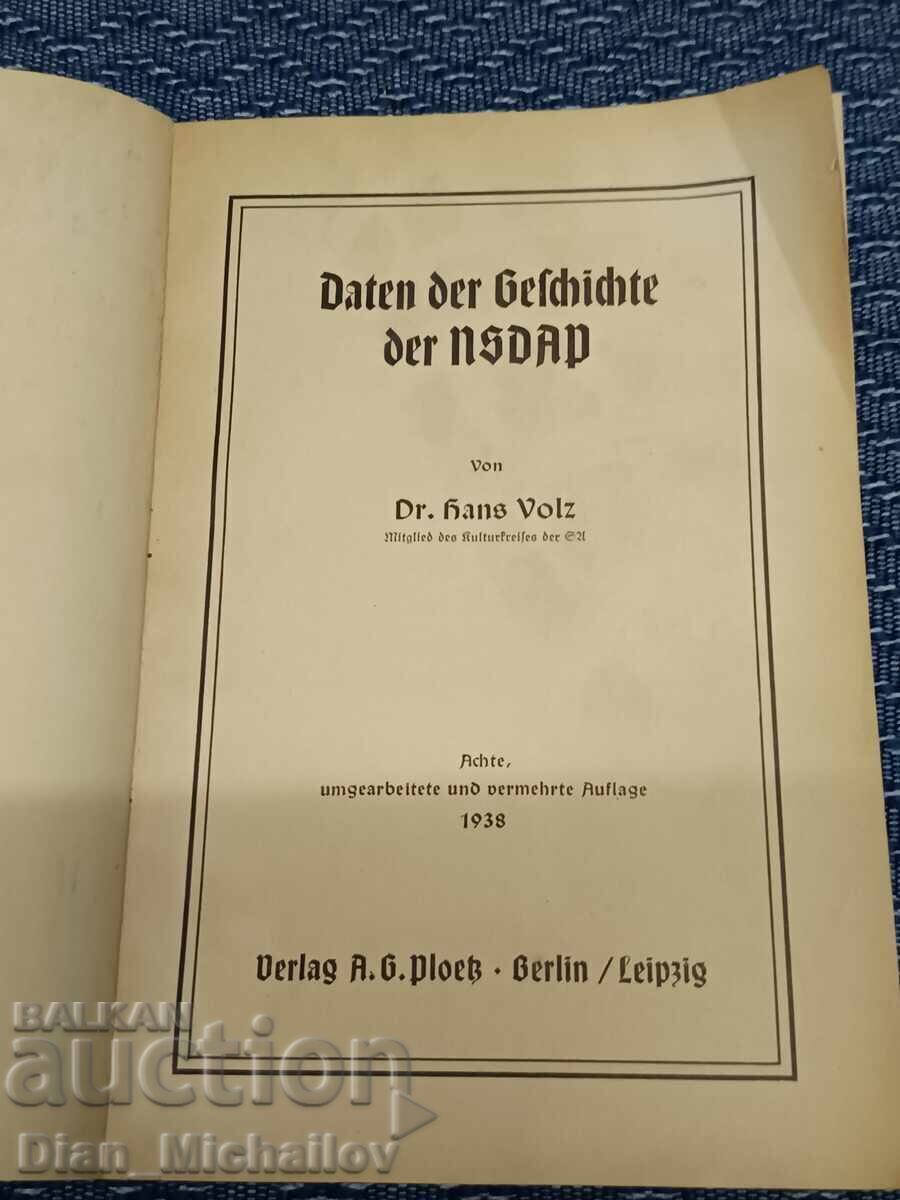 Daten der Geschichte
der NSDAP
Von
Dr. Hans Volz
Mitglied des Kulturkreises der SA
Achte,
umgearbeitete und vermehrte Auflage
1938
Verlag A.G.Ploetz · Berlin / Leipzig
BALKAN
auction
Dian_Michailov